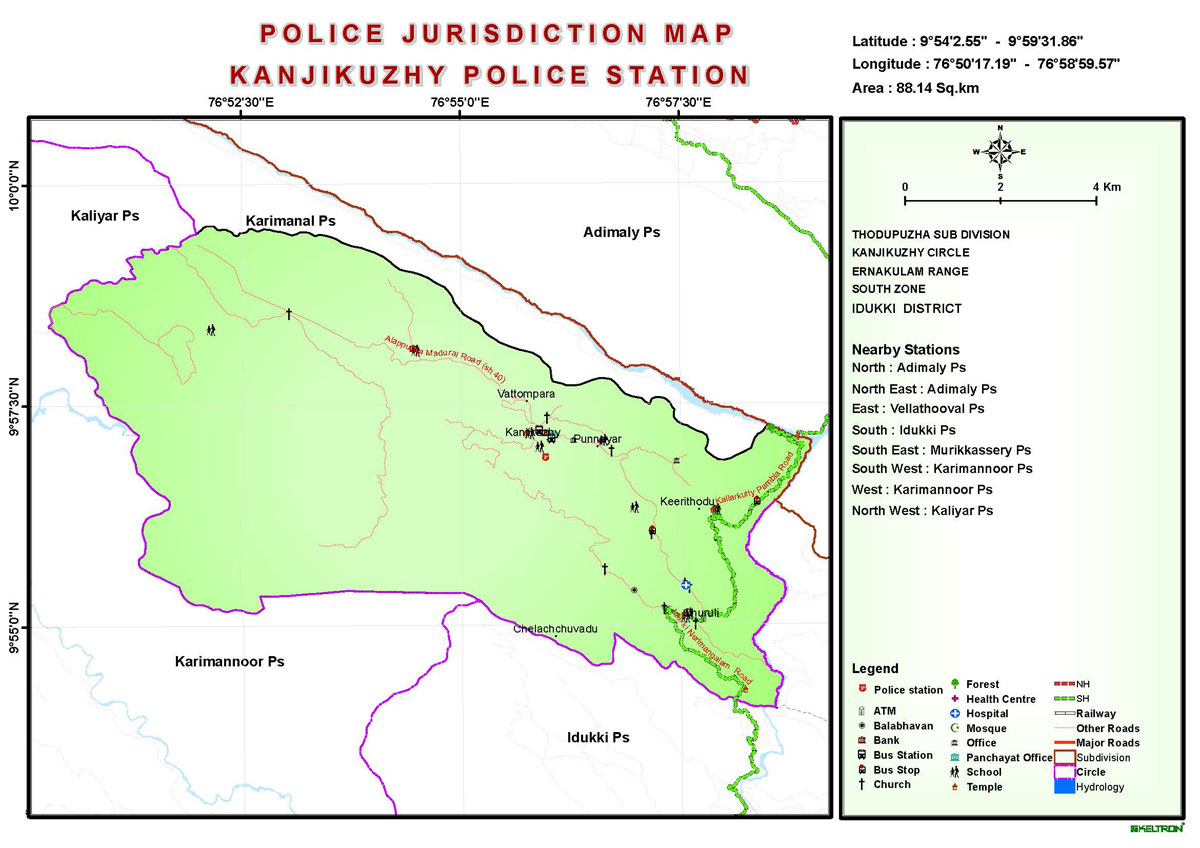 POLICE JURISDICTION MAP
KANJIKUZHY POLICE STATION
Latitude : 9°54'2.55" - 9°59'31.86"
Longitude : 76°50'17.19" - 76°58'59.57"
Area : 88.14 Sq.km
76°52'30"E
76°55'0"E
76°57'30"E
10°0'0"N
9°57'30"N
9°55'0"N
Kaliyar Ps
Karimanal Ps
Adimaly Ps
Alappuzha Madurai Road (sh 40)
Vattompara
Kanjikuzhy
Punnayar
Keerithodu
Kallarkutty Pambla Road
Churuli
Nerimangalam Road
Chelachchuvadu
Karimannoor Ps
Idukki Ps
N
W
E
S
0
2
4 Km
THODUPUZHA SUB DIVISION
KANJIKUZHY CIRCLE
ERNAKULAM RANGE
SOUTH ZONE
IDUKKI DISTRICT
Nearby Stations
North : Adimaly Ps
North East : Adimaly Ps
East : Vellathooval Ps
South : Idukki Ps
South East : Murikkassery Ps
South West : Karimannoor Ps
West : Karimannoor Ps
North West : Kaliyar Ps
Legend
Police station
ATM
Balabhavan
Bank
Bus Station
Bus Stop
Church
Forest
Health Centre
Hospital
Mosque
Office
Panchayat Office
School
Temple
NH
SH
Railway
Other Roads
Major Roads
Subdivision
Circle
Hydrology
KELTRON